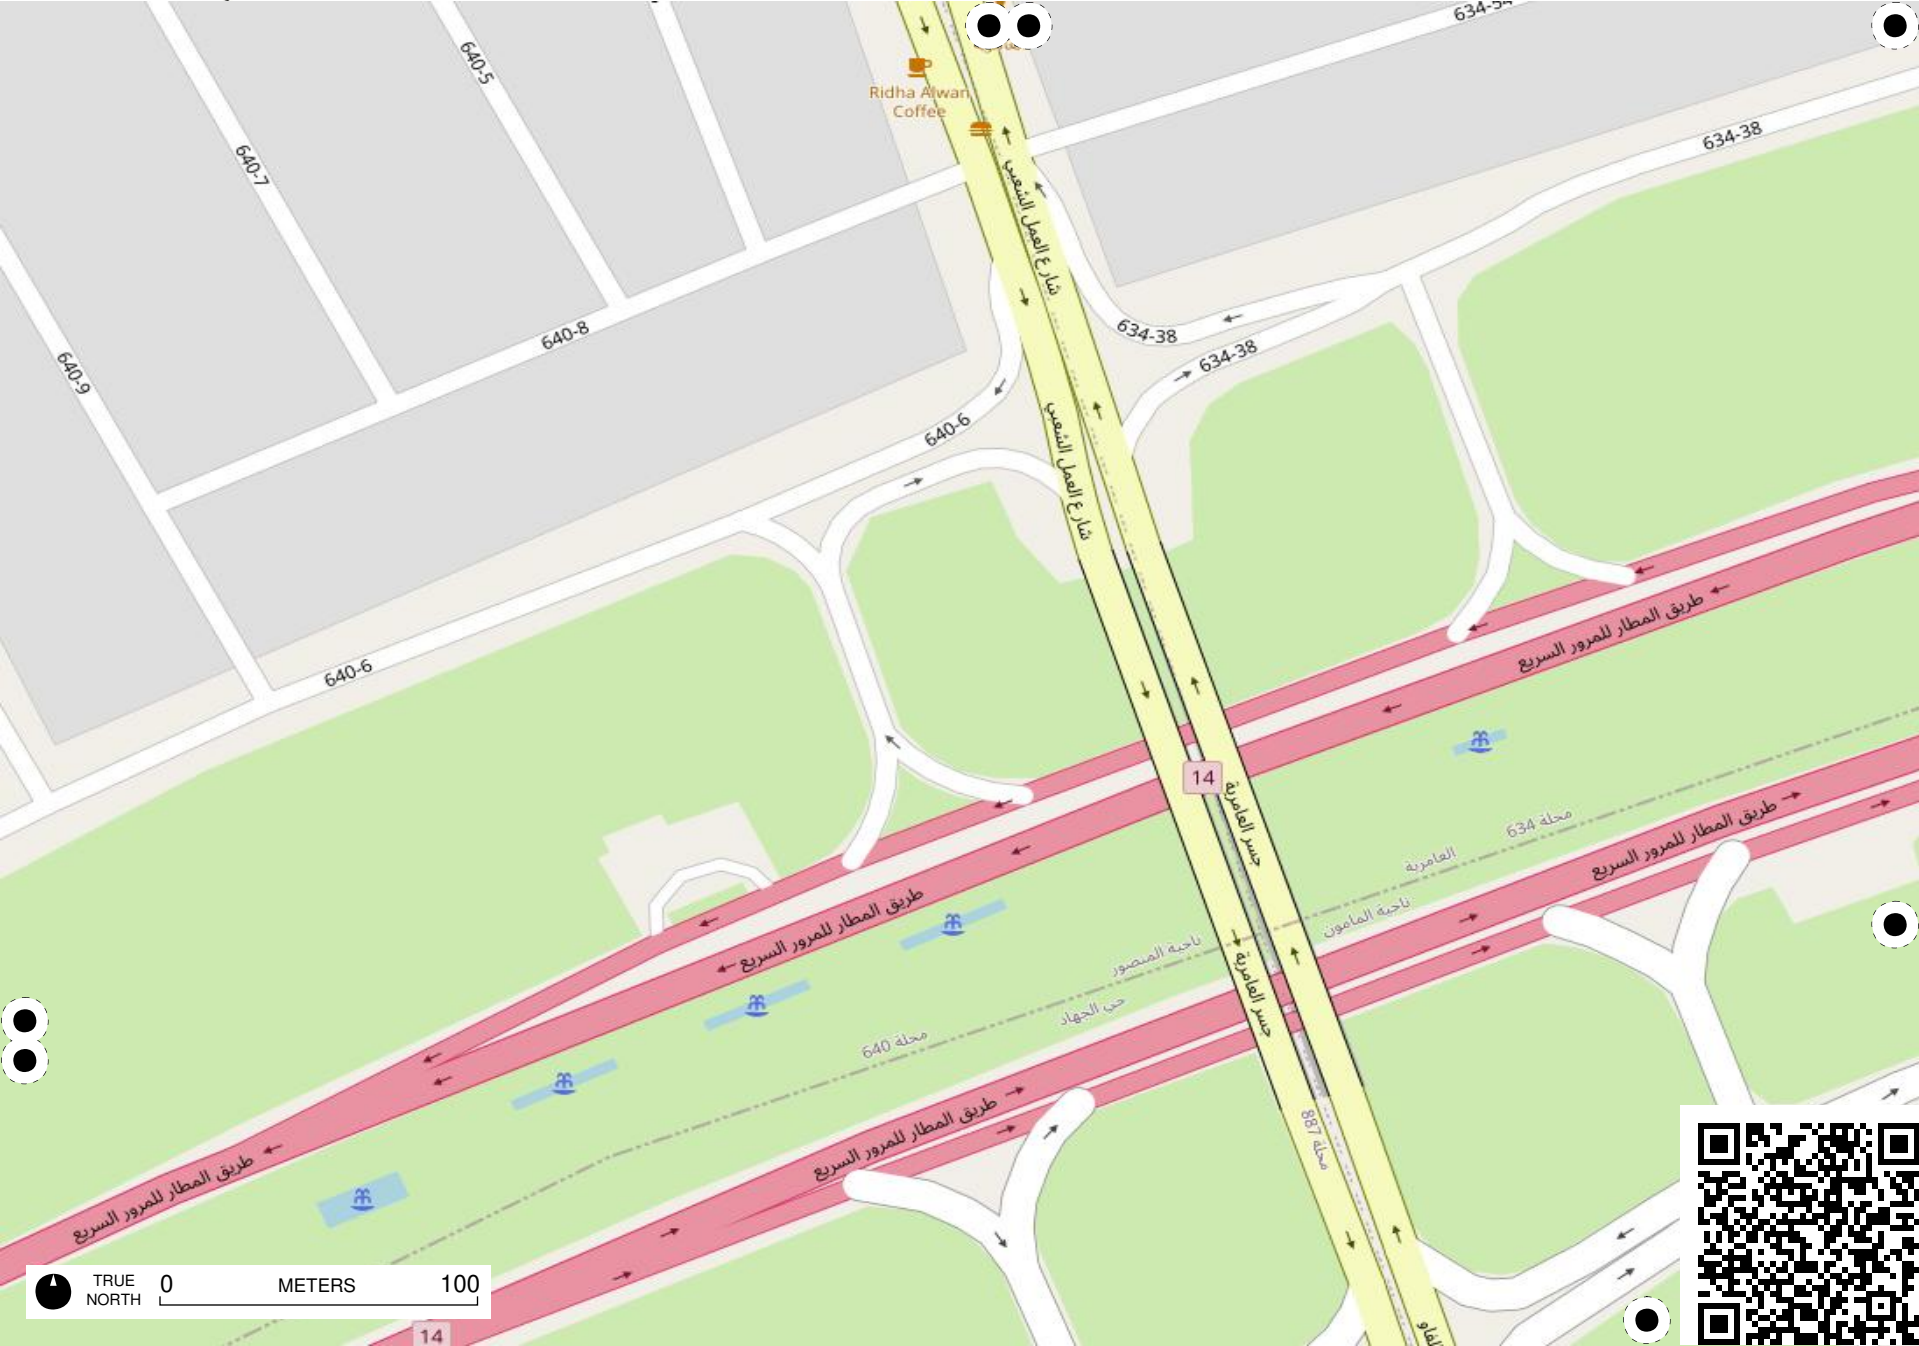 634-54
640-5
Ridha Alwan
Coffee
640-7
634-38
شارع العمل الشعبي
640-8
634-38
634-38
640-9
640-6
شارع العمل الشعبي
طريق المطار للمرور السريع
640-6
14
جسر العامرية
محلة 634
العامرية
طريق المطار للمرور السريع
ناحية المامون
ناحية المنصور
طريق المطار للمرور السريع
جسر العامرية
حي الجهاد
محلة 640
طريق المطار للمرور السريع
محلة 887
طريق المطار للمرور السريع
TRUE
NORTH
0 METERS 100
14